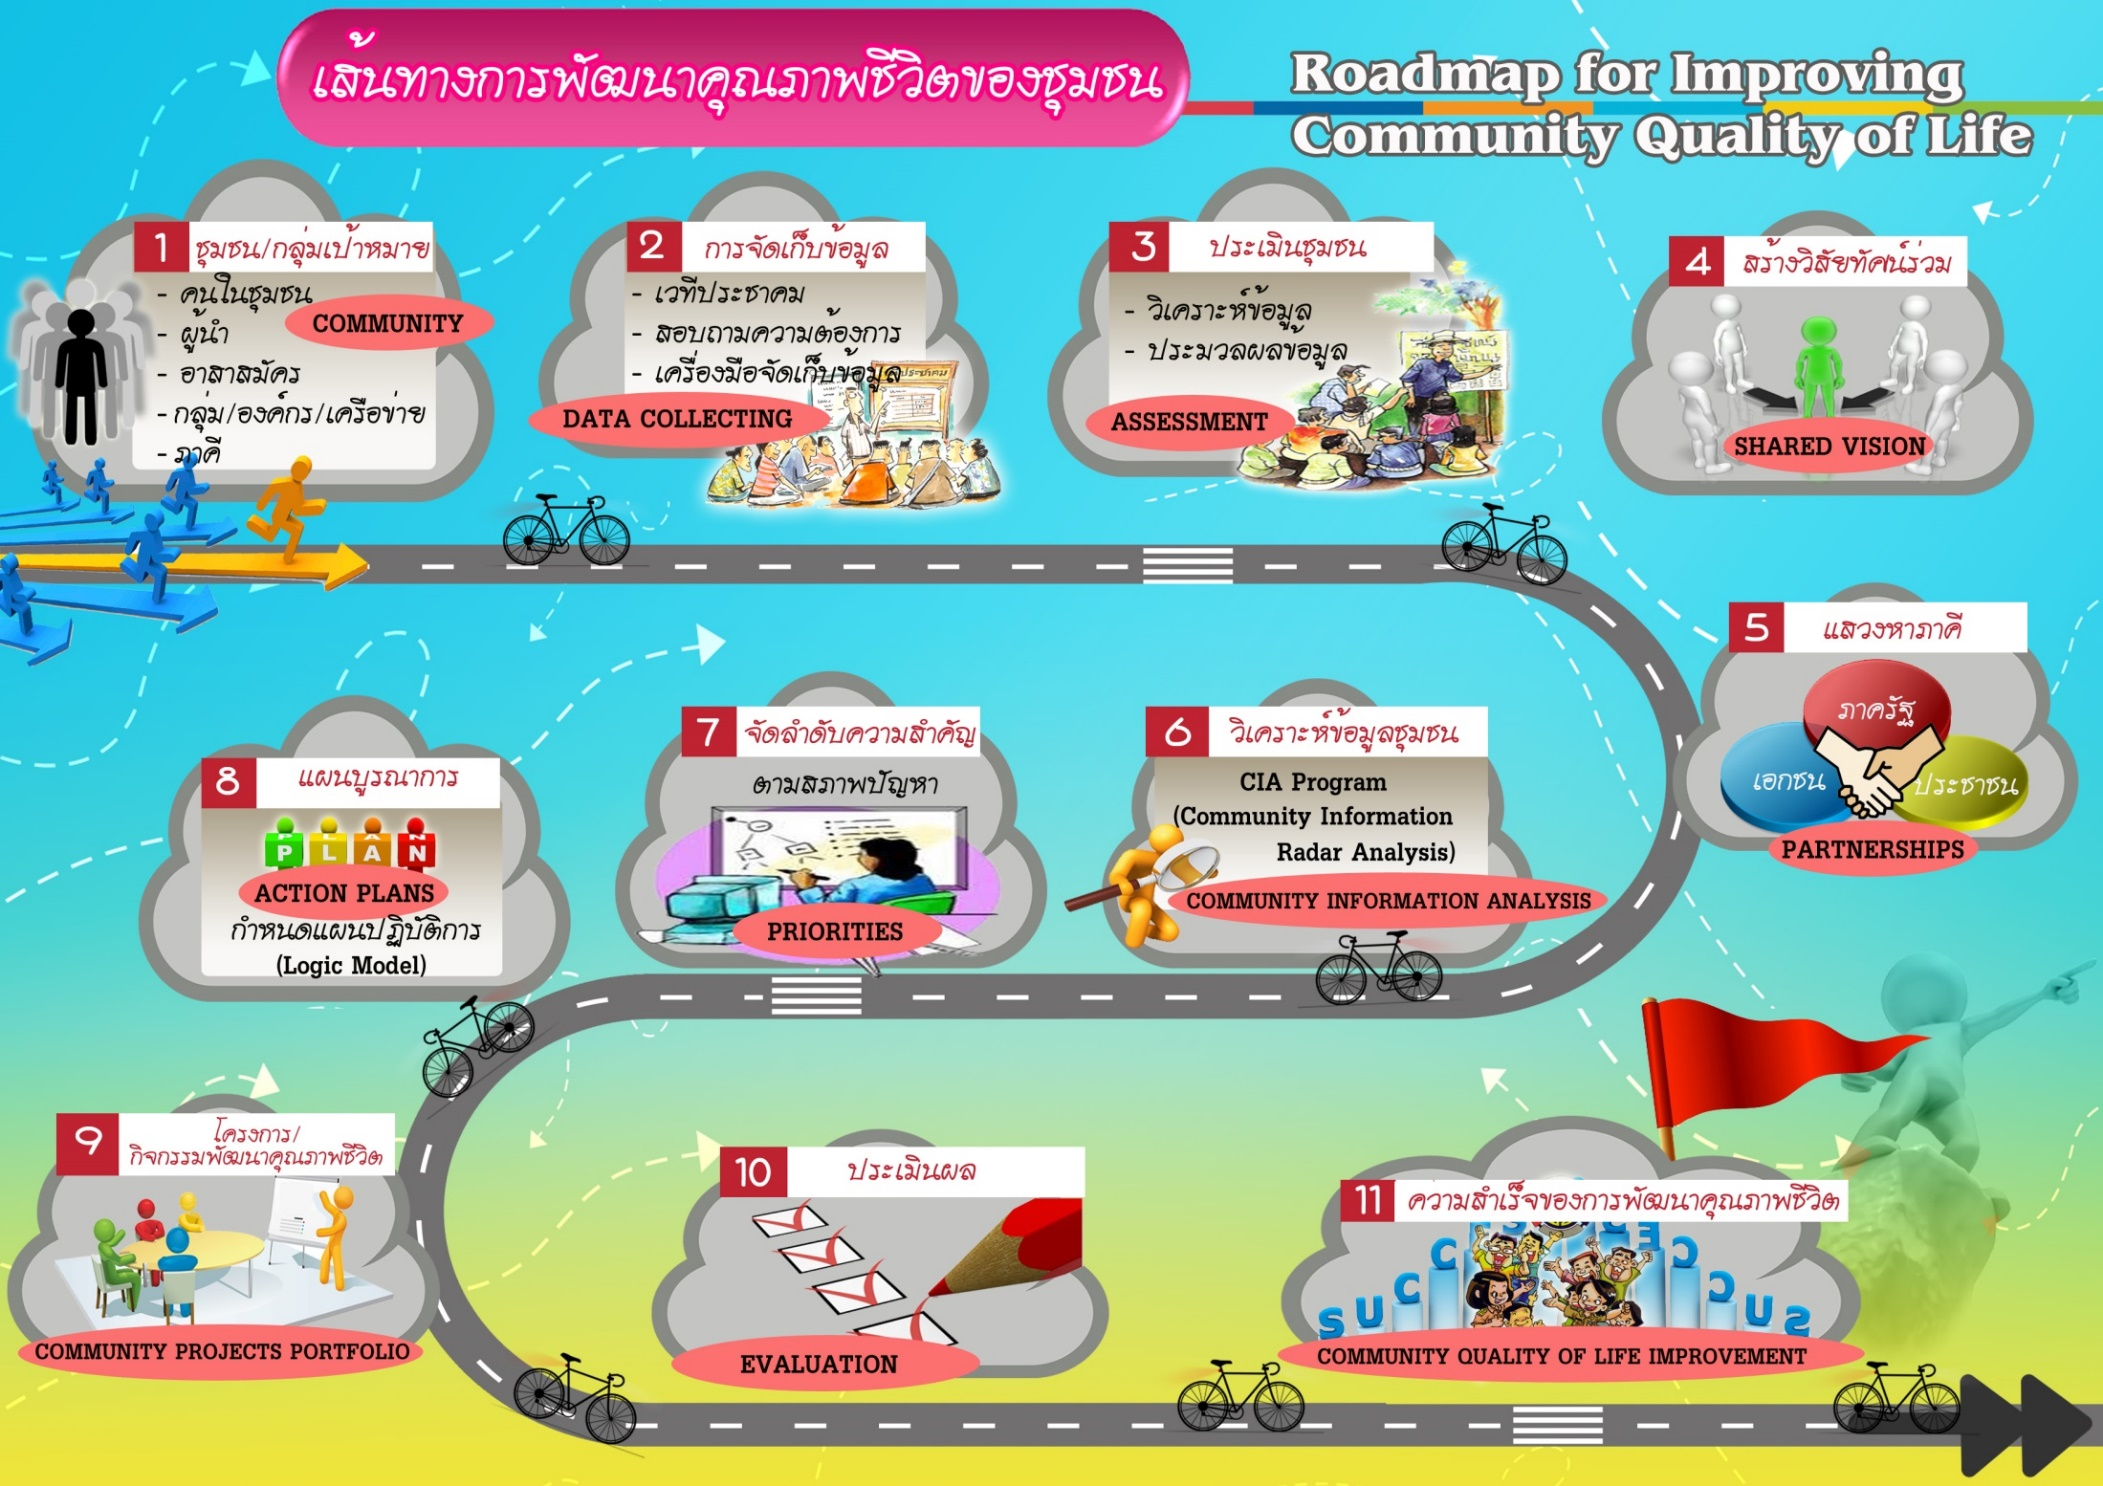 เส้นทางการพัฒนาคุณภาพชีวิตของชุมชน
Roadmap for Improving
Community Quality of Life
1 ชุมชน/กลุ่มเป้าหมาย
- คนในชุมชน
- ผู้นำ
- อาสาสมัคร
- กลุ่ม/องค์กร/เครือข่าย
- ภาคี
COMMUNITY
2 การจัดเก็บข้อมูล
- เวทีประชาคม
- สอบถามความต้องการ
- เครื่องมือจัดเก็บข้อมูล
DATA COLLECTING
3 ประเมินชุมชน
- วิเคราะห์ข้อมูล
- ประมวลผลข้อมูล
ASSESSMENT
4 สร้างวิสัยทัศน์ร่วม
SHARED VISION
5 แสวงหาภาคี
ภาครัฐ
เอกชน
ประชาชน
PARTNERSHIPS
6 วิเคราะห์ข้อมูลชุมชน
CIA Program
(Community Information
Radar Analysis)
COMMUNITY INFORMATION ANALYSIS
7 จัดลำดับความสำคัญ
ตามสภาพปัญหา
PRIORITIES
8 แผนบูรณาการ
PLAN
ACTION PLANS
กำหนดแผนปฏิบัติการ
(Logic Model)
9 โครงการ/
กิจกรรมพัฒนาคุณภาพชีวิต
COMMUNITY PROJECTS PORTFOLIO
10 ประเมินผล
EVALUATION
11 ความสำเร็จของการพัฒนาคุณภาพชีวิต
COMMUNITY QUALITY OF LIFE IMPROVEMENT